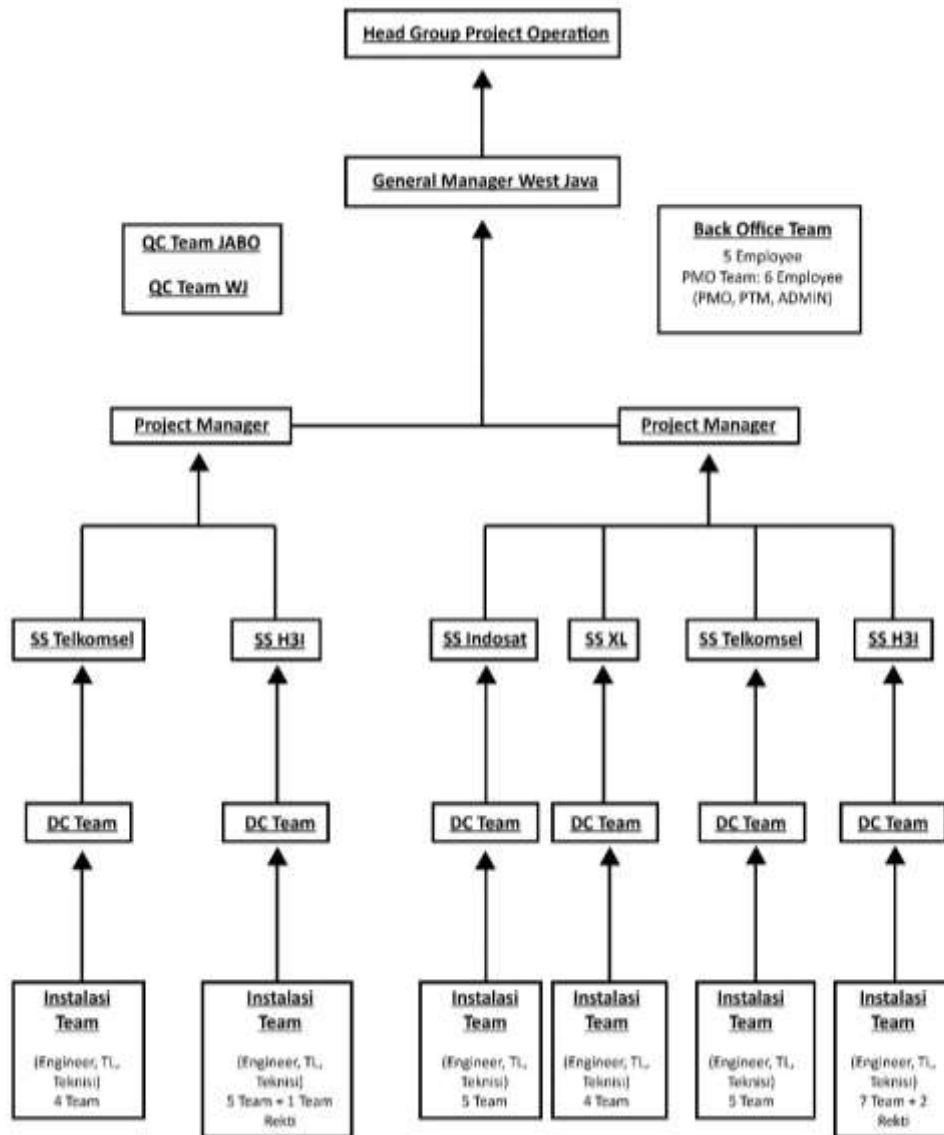 Head Group Project Operation
General Manager West Java
QC Team JABO
QC Team WJ
Back Office Team
5 Employee
PMO Team: 6 Employee
(PMO, PTM, ADMIN)
Project Manager
Project Manager
SS Telkomsel
SS H3I
SS Indosat
SS XL
SS Telkomsel
SS H3I
DC Team
DC Team
DC Team
DC Team
DC Team
DC Team
Instalasi
Team
(Engineer, TL,
Teknisi)
4 Team
Instalasi
Team
(Engineer, TL,
Teknisi)
5 Team + 1 Team
Rekti
Instalasi
Team
(Engineer, TL,
Teknisi)
5 Team
Instalasi
Team
(Engineer, TL,
Teknisi)
4 Team
Instalasi
Team
(Engineer, TL,
Teknisi)
5 Team
Instalasi
Team
(Engineer, TL,
Teknisi)
7 Team + 2
Rekti